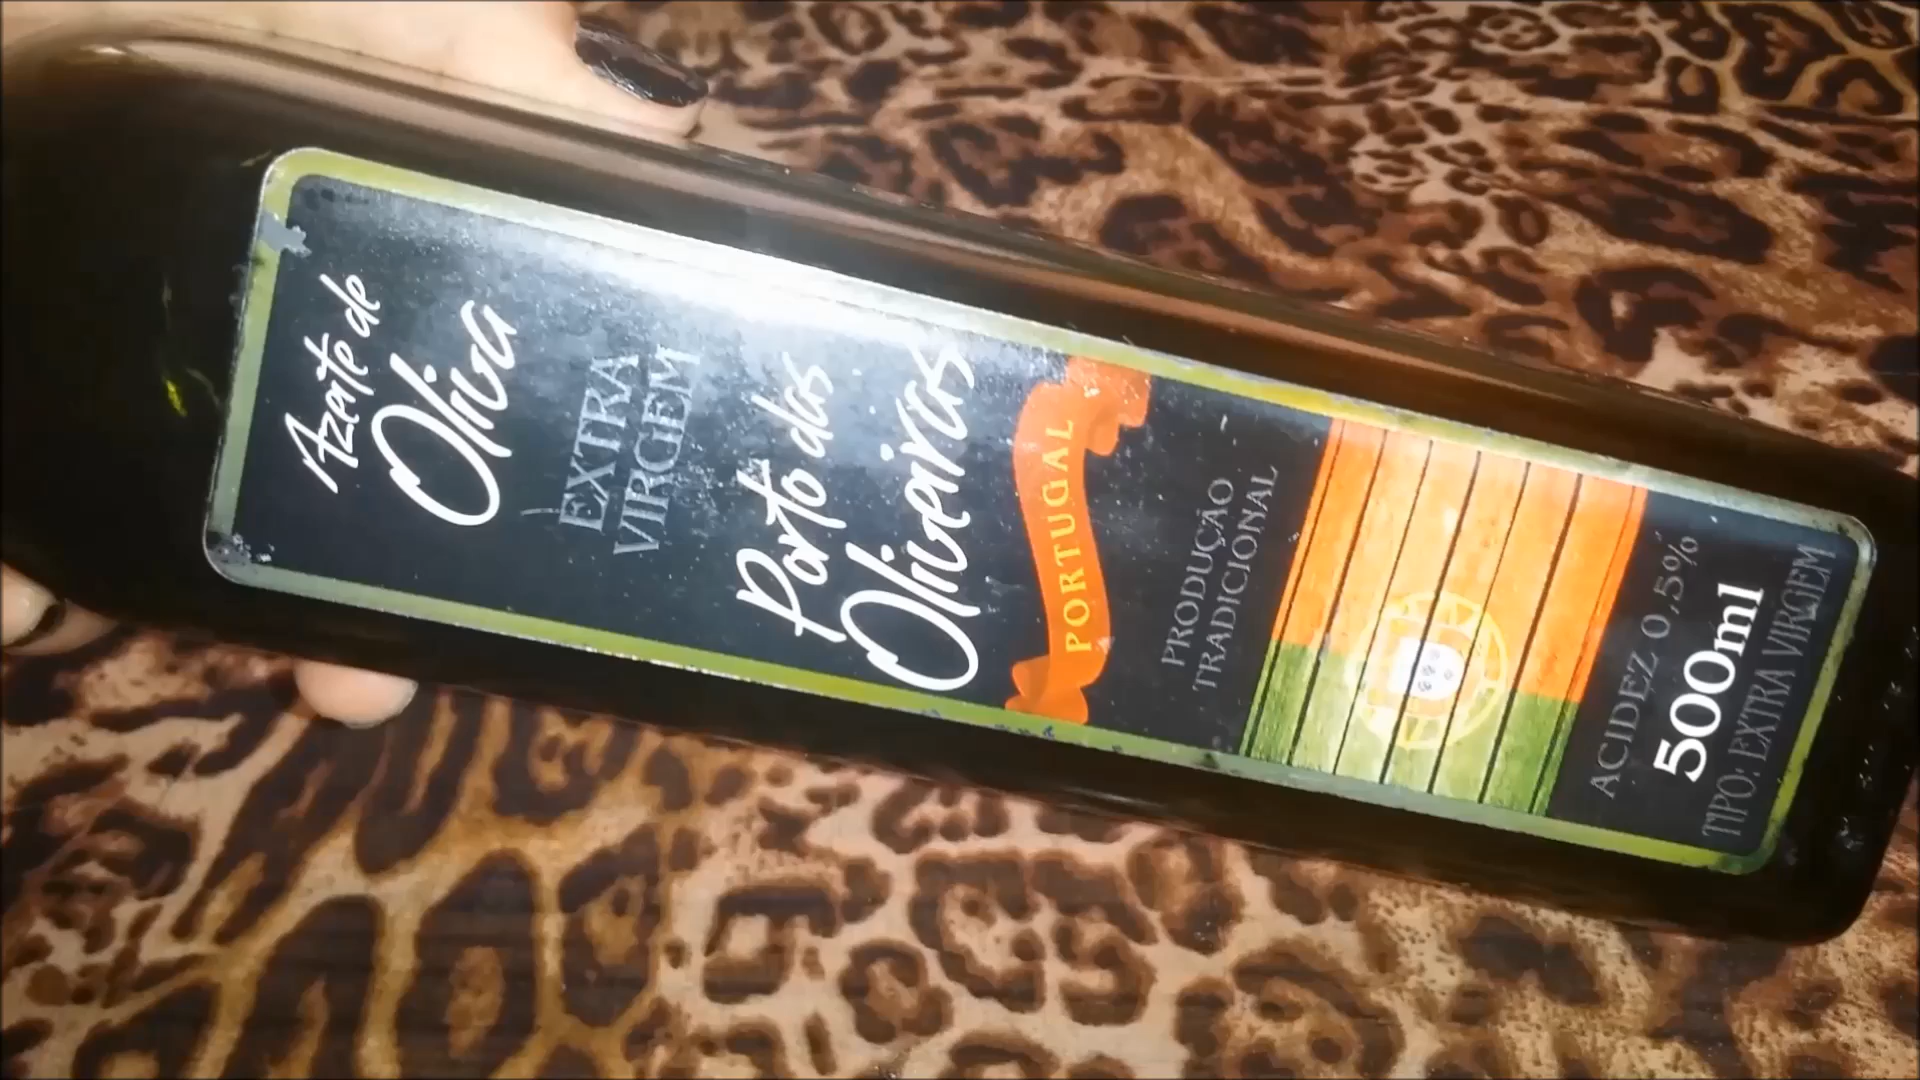 Azeite de
Oliva
EXTRA
VIRGEM
Porto das
Oliveiras
PORTUGAL
PRODUÇÃO
TRADICIONAL
ACIDEZ 0,5%
500ml
TIPO: EXTRA VIRGEM